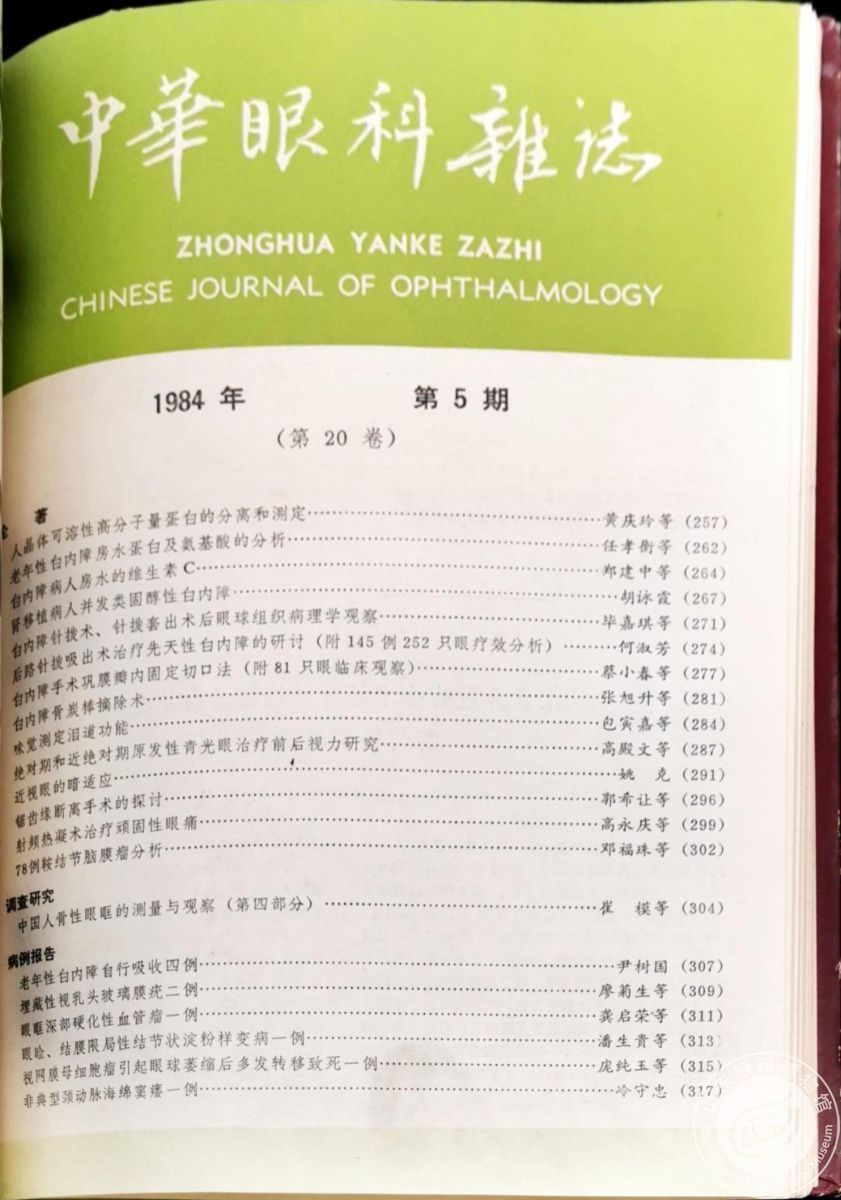 中華眼科雜誌
ZHONGHUA YANKE ZAZHI
CHINESE JOURNAL OF OPHTHALMOLOGY
1984 年 第 5 期
(第 20 卷)
论 著
人晶体可溶性高分子量蛋白的分离和测定……黄庆玲等 (257)
老年性白内障房水蛋白及氨基酸的分析……任孝衡等 (262)
白内障病人房水的维生素C……郑建中等 (264)
肾移植病人并发类固醇性白内障……胡詠霞 (267)
白内障针拨术、针拨套出术后眼球组织病理学观察……毕嘉琪等 (271)
后路针拨吸出术治疗先天性白内障的研讨 (附 145 例 252 只眼疗效分析) ……何淑芳 (274)
白内障手术巩膜瓣内固定切口法 (附 81 只眼临床观察)……蔡小春等 (277)
白内障骨炭棒摘除术……张旭升等 (281)
味觉测定泪道功能……包寅嘉等 (284)
绝对期和近绝对期原发性青光眼治疗前后视力研究……高殿文等 (287)
近视眼的暗适应……姚 克 (291)
锯齿缘断离手术的探讨……郭希让等 (296)
射频热凝术治疗顽固性眼痛……高永庆等 (299)
78例鞍结节脑膜瘤分析……邓福珠等 (302)
调查研究
中国人骨性眼眶的测量与观察 (第四部分) ……崔 模等 (304)
病例报告
老年性白内障自行吸收四例……尹树国 (307)
埋藏性视乳头玻璃膜疣二例……廖菊生等 (309)
眼眶深部硬化性血管瘤一例……龚启荣等 (311)
眼睑、结膜限局性结节状淀粉样变病一例……潘生贵等 (313)
视网膜母细胞瘤引起眼球萎缩后多发转移致死一例……庞纯玉等 (315)
非典型颈动脉海绵窦瘘一例……冷守忠 (317)